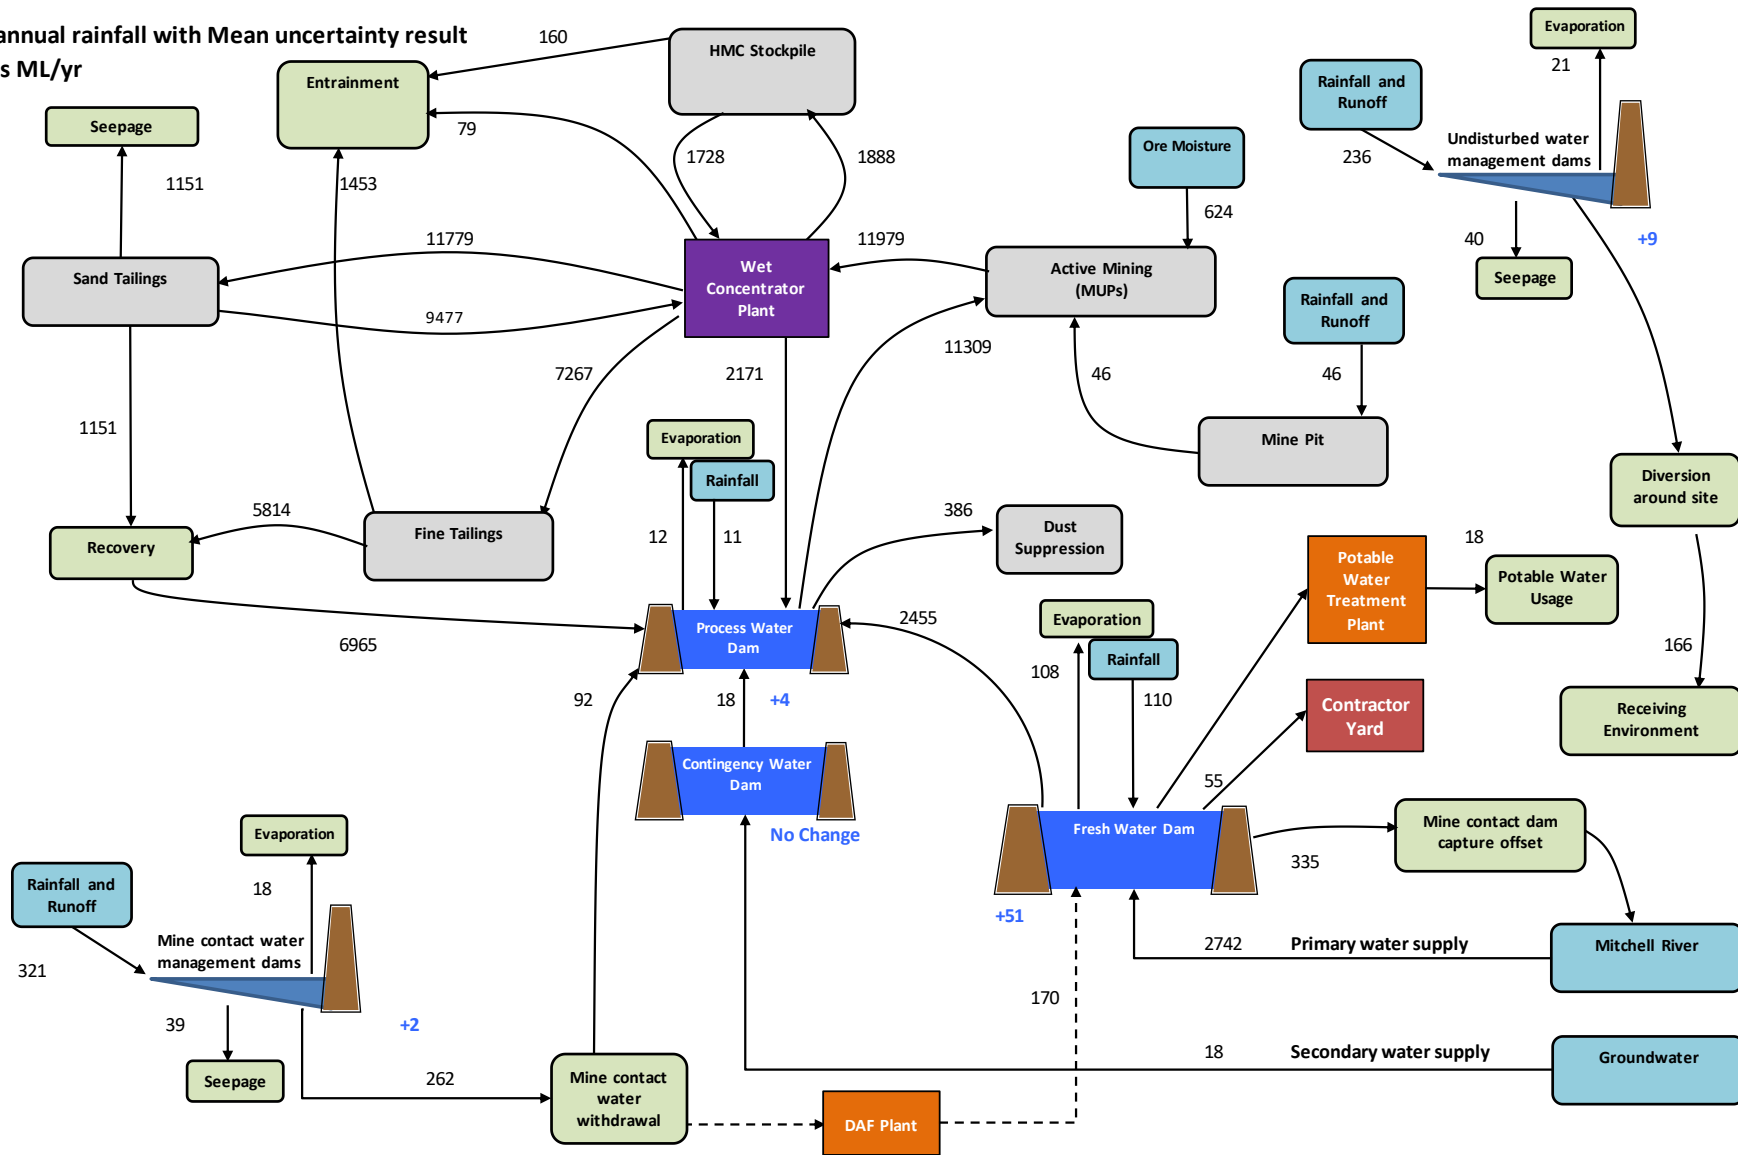 annual rainfall with Mean uncertainty result
s ML/yr
160
HMC Stockpile
Evaporation
21
Entrainment
Rainfall and
Runoff
Seepage
79
Undisturbed water
management dams
1728
1888
Ore Moisture
236
1151
1453
624
11779
11979
40
+9
Sand Tailings
Wet
Concentrator
Plant
Active Mining
(MUPs)
Seepage
Rainfall and
Runoff
9477
11309
7267
2171
46
46
1151
Evaporation
Mine Pit
Rainfall
Diversion
around site
5814
386
Recovery
Fine Tailings
12
11
Dust
Suppression
18
Potable
Water
Treatment
Plant
Potable Water
Usage
2455
Evaporation
Process Water
Dam
6965
166
108
Rainfall
92
18
+4
110
Contractor
Yard
Receiving
Environment
Contingency Water
Dam
55
No Change
Fresh Water Dam
Mine contact dam
capture offset
Evaporation
335
Rainfall and
Runoff
18
+51
Mine contact water
management dams
2742
Primary water supply
Mitchell River
321
170
39
+2
18
Secondary water supply
Groundwater
Seepage
262
Mine contact
water
withdrawal
DAF Plant